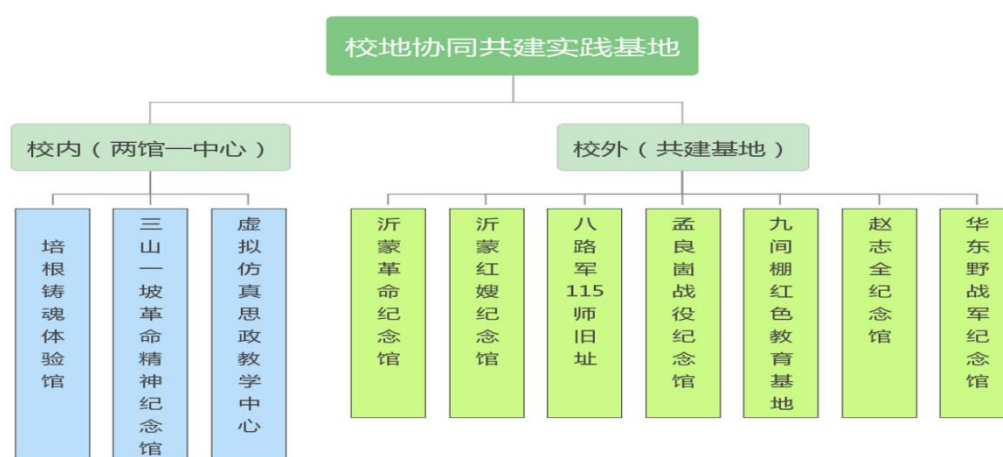 校地协同共建实践基地
校内（两馆一中心）
校外（共建基地）
培根铸魂体验馆
三山一坡革命精神纪念馆
虚拟仿真思政教学中心
沂蒙革命纪念馆
沂蒙红嫂纪念馆
八路军115师旧址
孟良崮战役纪念馆
九间棚红色教育基地
赵志全纪念馆
华东野战军纪念馆